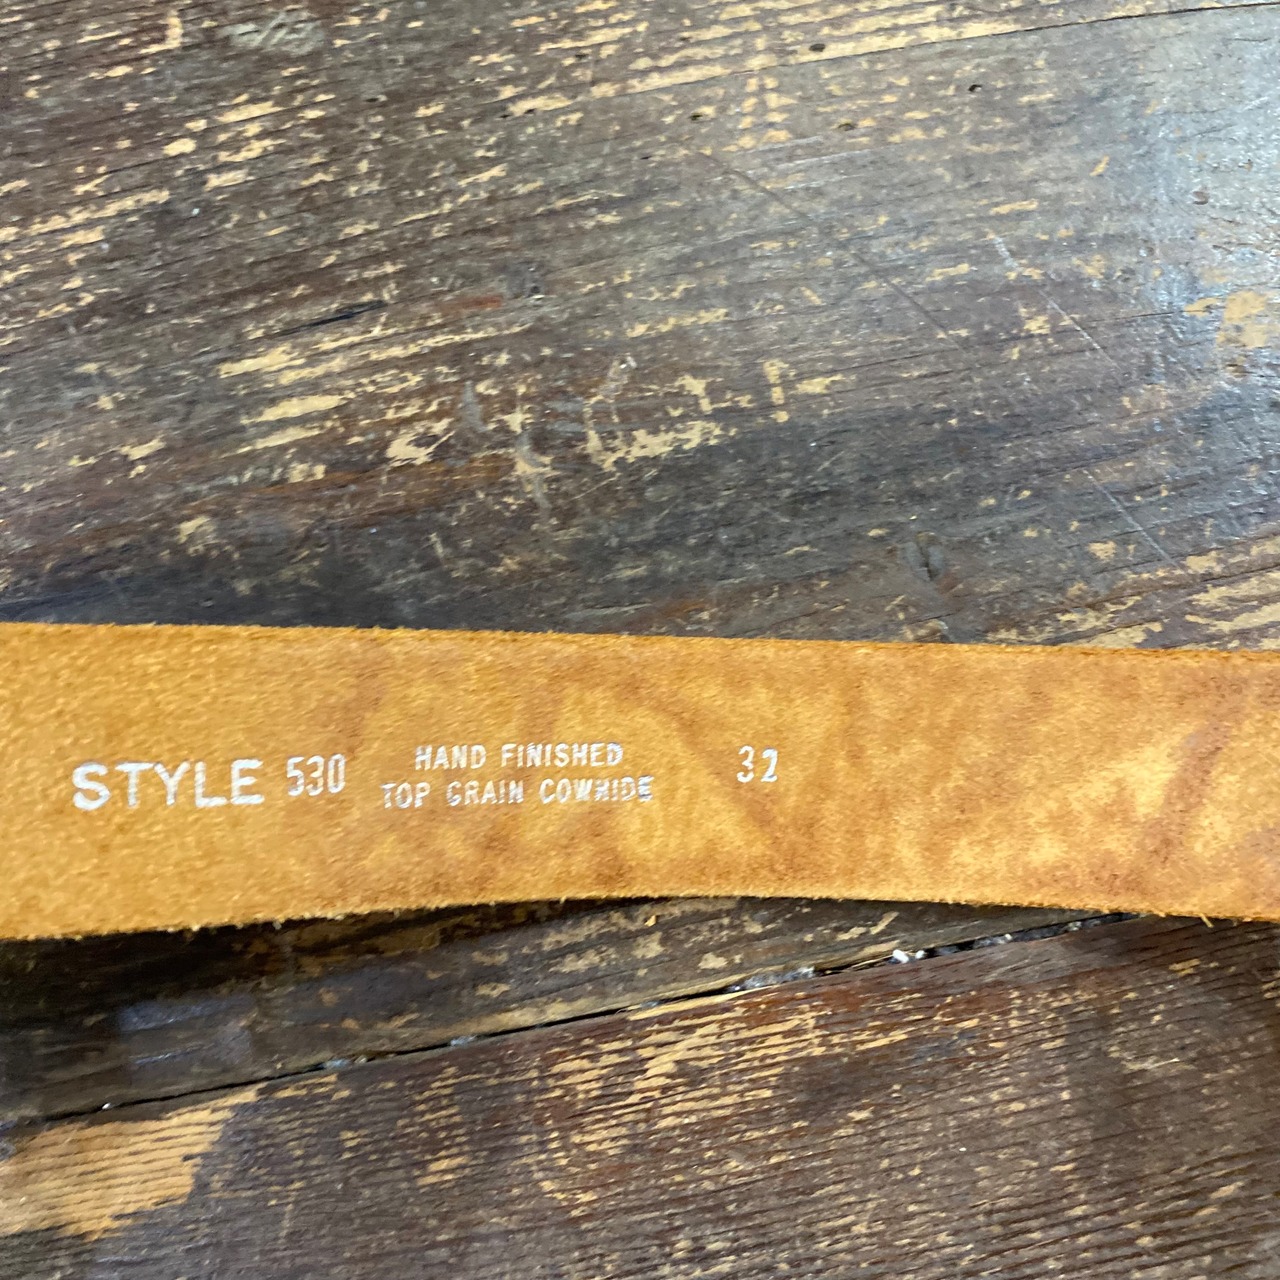 STYLE 530
HAND FINISHED
TOP GRAIN COWHIDE
32